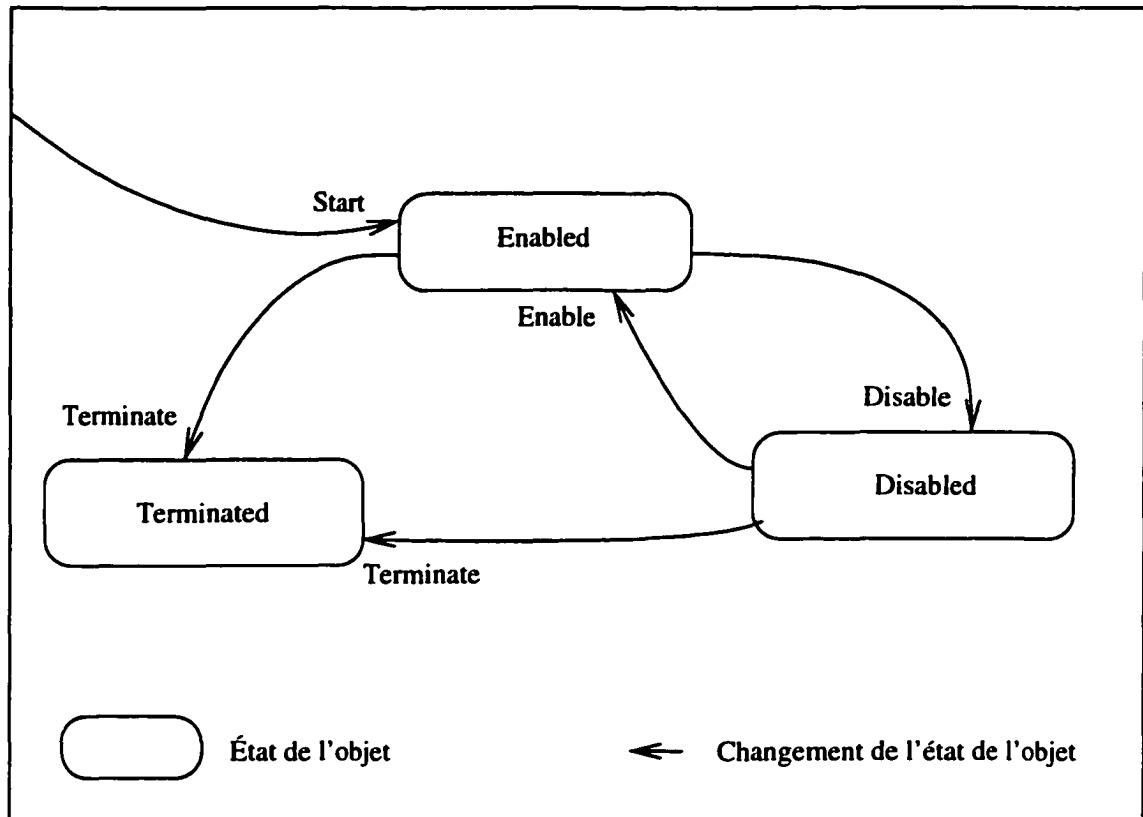 Start
Enabled
Enable
Disable
Terminate
Disabled
Terminated
Terminate
État de l'objet
Changement de l'état de l'objet